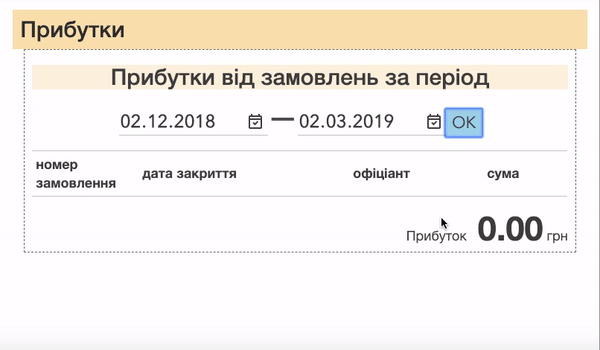 Прибутки
Прибутки від замовлень за період
02.12.2018 — 02.03.2019 OK
номер замовлення дата закриття офіціант сума
Прибуток 0.00 грн